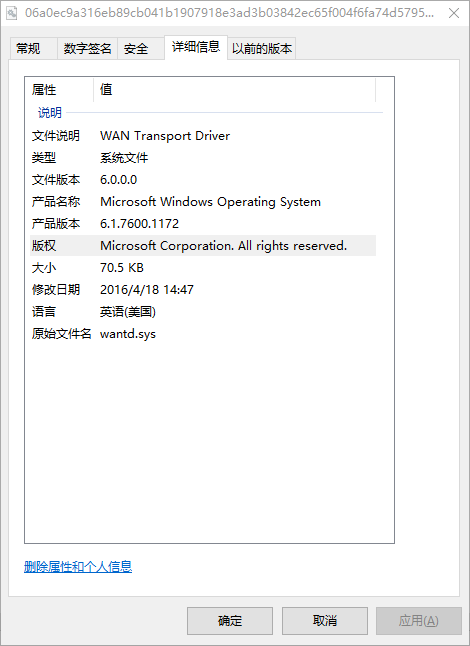 06a0ec9a316eb89cb041b1907918e3ad3b03842ec65f004f6fa74d5795...
常规 数字签名 安全 详细信息 以前的版本
属性 值
说明
文件说明 WAN Transport Driver
类型 系统文件
文件版本 6.0.0.0
产品名称 Microsoft Windows Operating System
产品版本 6.1.7600.1172
版权 Microsoft Corporation. All rights reserved.
大小 70.5 KB
修改日期 2016/4/18 14:47
语言 英语(美国)
原始文件名 wantd.sys
删除属性和个人信息
确定 取消 应用(A)